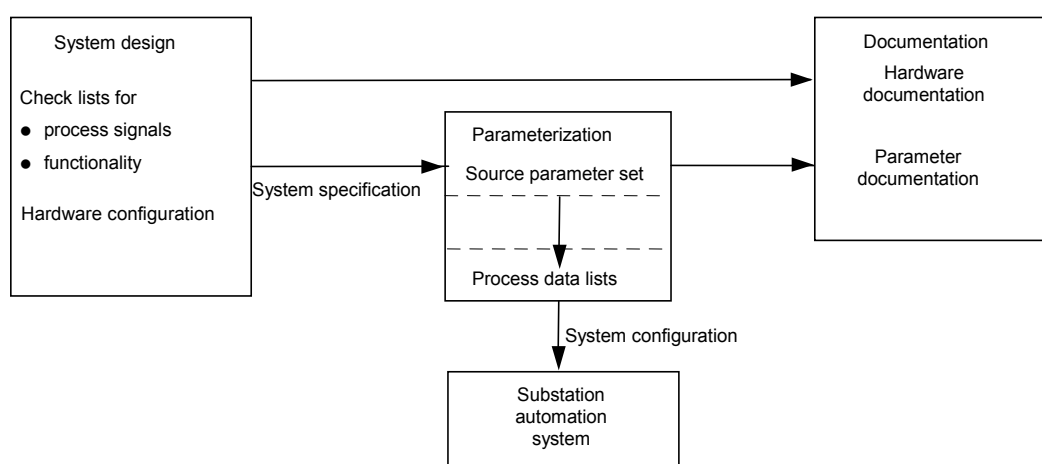 System design
Check lists for
● process signals
● functionality
Hardware configuration
System specification
Parameterization
Source parameter set
Process data lists
System configuration
Substation
automation
system
Documentation
Hardware
documentation
Parameter
documentation